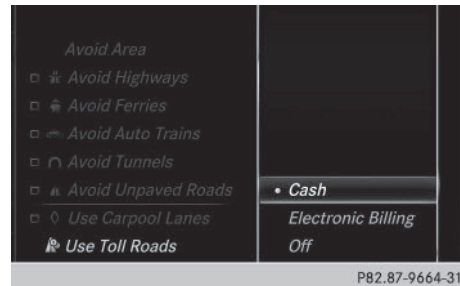 Avoid Area
Avoid Highways
Avoid Ferries
Avoid Auto Trains
Avoid Tunnels
Avoid Unpaved Roads
Use Carpool Lanes
Use Toll Roads
• Cash
Electronic Billing
Off
P82.87-9664-31